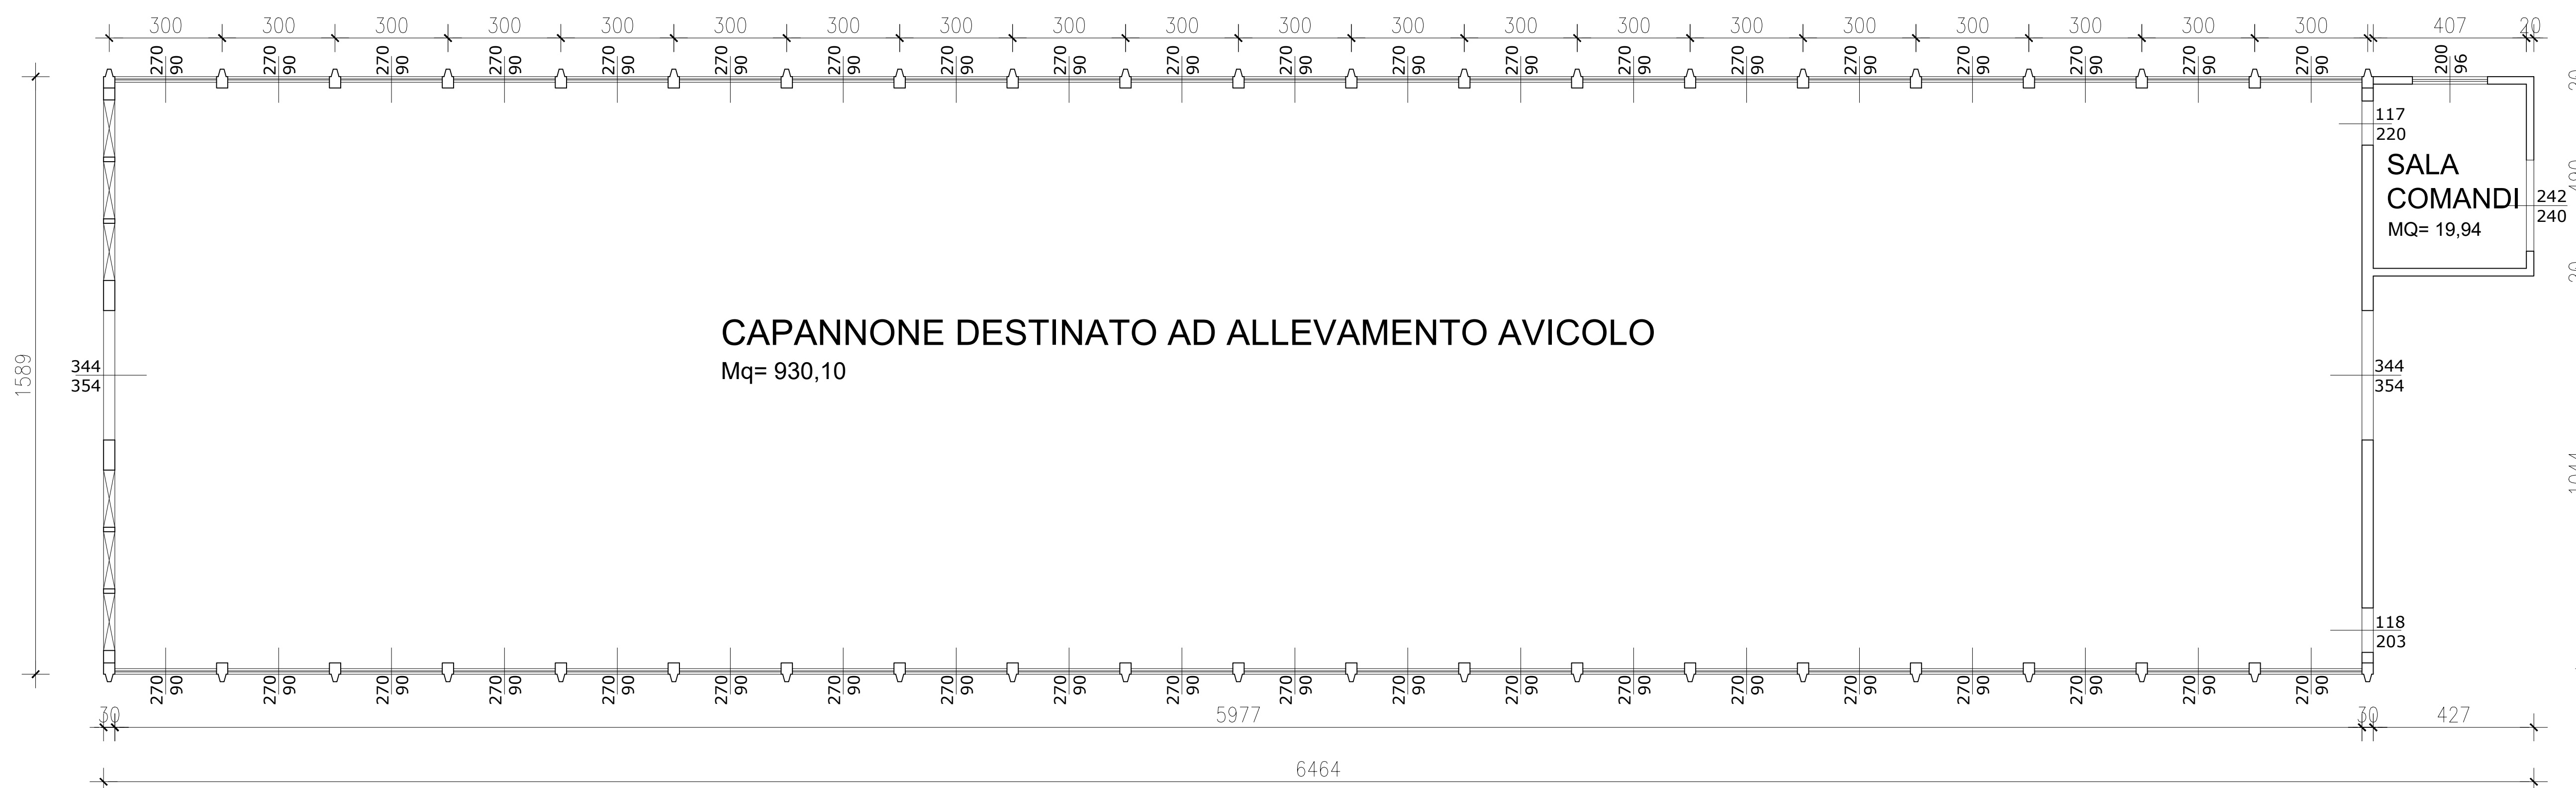 300 300 300 300 300 300 300 300 300 300 300 300 300 300 300 300 300 300 300 300 407 20
270 270 270 270 270 270 270 270 270 270 270 270 270 270 270 270 270 270 270 270 200
90 90 90 90 90 90 90 90 90 90 90 90 90 90 90 90 90 90 90 90 96
117
220
SALA
COMANDI
MQ= 19,94
242
240
CAPANNONE DESTINATO AD ALLEVAMENTO AVICOLO
Mq= 930,10
1589
344
354
344
354
118
203
270 270 270 270 270 270 270 270 270 270 270 270 270 270 270 270 270 270 270 270
90 90 90 90 90 90 90 90 90 90 90 90 90 90 90 90 90 90 90 90
30 5977 30 427
6464